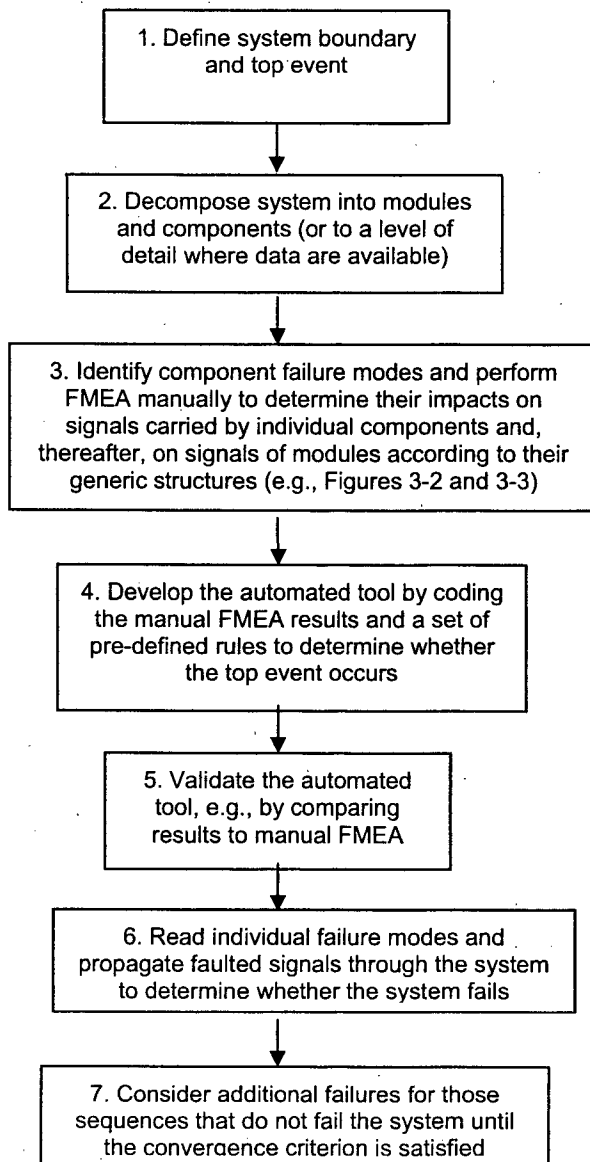 1. Define system boundary
and top event
2. Decompose system into modules
and components (or to a level of
detail where data are available)
3. Identify component failure modes and perform
FMEA manually to determine their impacts on
signals carried by individual components and,
thereafter, on signals of modules according to their
generic structures (e.g., Figures 3-2 and 3-3)
4. Develop the automated tool by coding
the manual FMEA results and a set of
pre-defined rules to determine whether
the top event occurs
5. Validate the automated
tool, e.g., by comparing
results to manual FMEA
6. Read individual failure modes and
propagate faulted signals through the system
to determine whether the system fails
7. Consider additional failures for those
sequences that do not fail the system until
the convergence criterion is satisfied